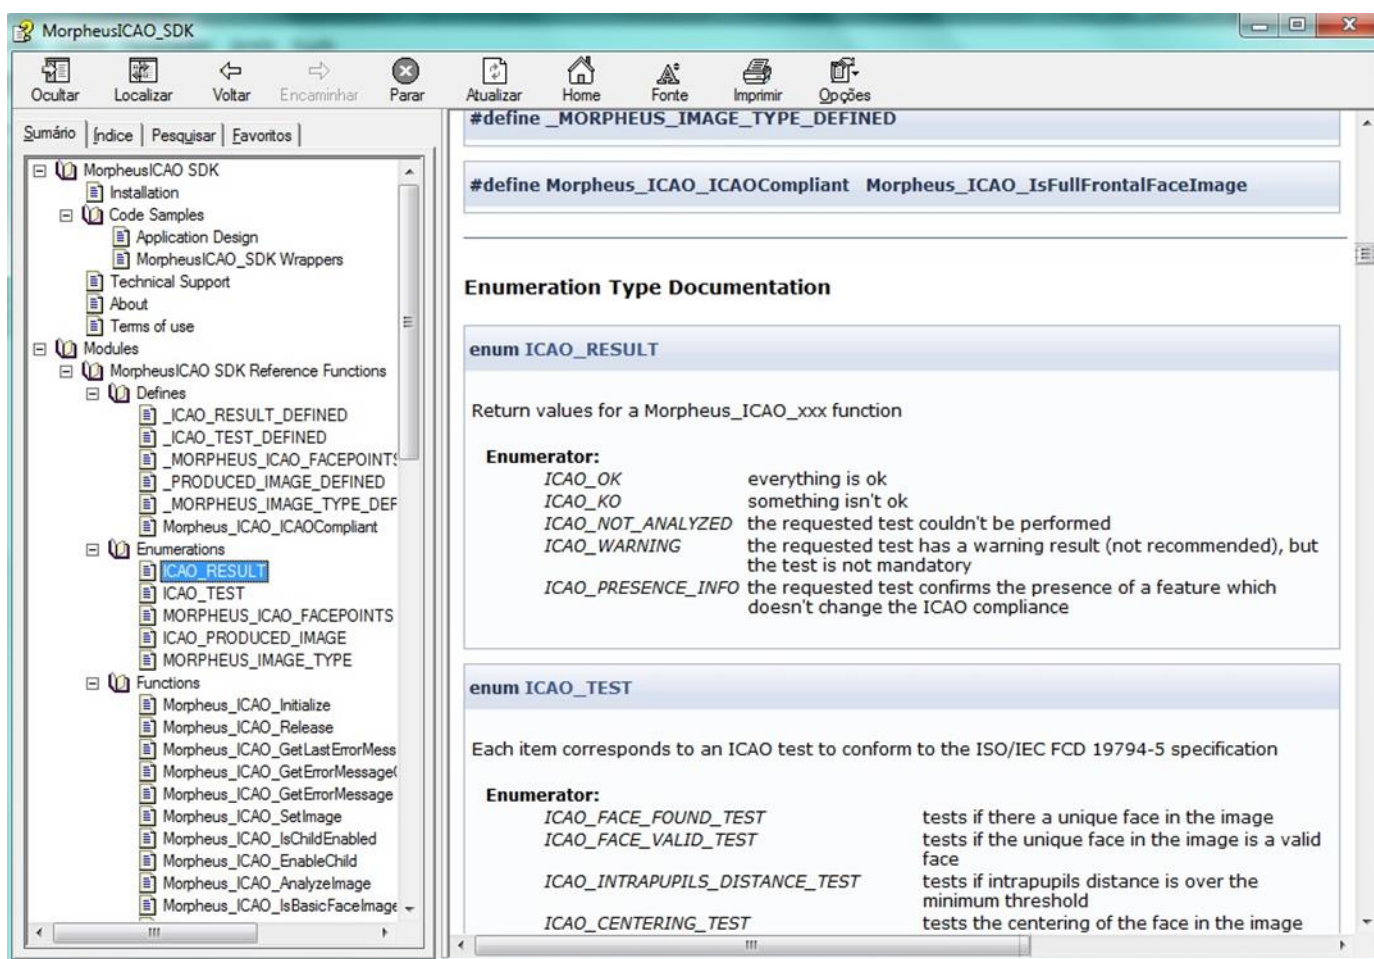 MorpheusICAO_SDK
Ocultar Localizar Voltar Encaminhar Parar Atualizar Home Fonte Imprimir Opções
Sumário Índice Pesquisar Favoritos
MorpheusICAO SDK
Installation
Code Samples
Application Design
MorpheusICAO_SDK Wrappers
Technical Support
About
Terms of use
Modules
MorpheusICAO SDK Reference Functions
Defines
_ICAO_RESULT_DEFINED
_ICAO_TEST_DEFINED
_MORPHEUS_ICAO_FACEPOINTS
_PRODUCED_IMAGE_DEFINED
_MORPHEUS_IMAGE_TYPE_DEF
Morpheus_ICAO_ICAOCompliant
Enumerations
ICAO_RESULT
ICAO_TEST
MORPHEUS_ICAO_FACEPOINTS
ICAO_PRODUCED_IMAGE
MORPHEUS_IMAGE_TYPE
Functions
Morpheus_ICAO_Initialize
Morpheus_ICAO_Release
Morpheus_ICAO_GetLastErrorMess
Morpheus_ICAO_GetErrorMessage(
Morpheus_ICAO_GetErrorMessage
Morpheus_ICAO_SetImage
Morpheus_ICAO_IsChildEnabled
Morpheus_ICAO_EnableChild
Morpheus_ICAO_AnalyzeImage
Morpheus_ICAO_IsBasicFaceImage
#define _MORPHEUS_IMAGE_TYPE_DEFINED
#define Morpheus_ICAO_ICAOCompliant Morpheus_ICAO_IsFullFrontalFaceImage
Enumeration Type Documentation
enum ICAO_RESULT
Return values for a Morpheus_ICAO_xxx function
Enumerator:
ICAO_OK everything is ok
ICAO_KO something isn't ok
ICAO_NOT_ANALYZED the requested test couldn't be performed
ICAO_WARNING the requested test has a warning result (not recommended), but
the test is not mandatory
ICAO_PRESENCE_INFO the requested test confirms the presence of a feature which
doesn't change the ICAO compliance
enum ICAO_TEST
Each item corresponds to an ICAO test to conform to the ISO/IEC FCD 19794-5 specification
Enumerator:
ICAO_FACE_FOUND_TEST tests if there a unique face in the image
ICAO_FACE_VALID_TEST tests if the unique face in the image is a valid
face
ICAO_INTRAPUPILS_DISTANCE_TEST tests if intrapupils distance is over the
minimum threshold
ICAO_CENTERING_TEST tests the centering of the face in the image